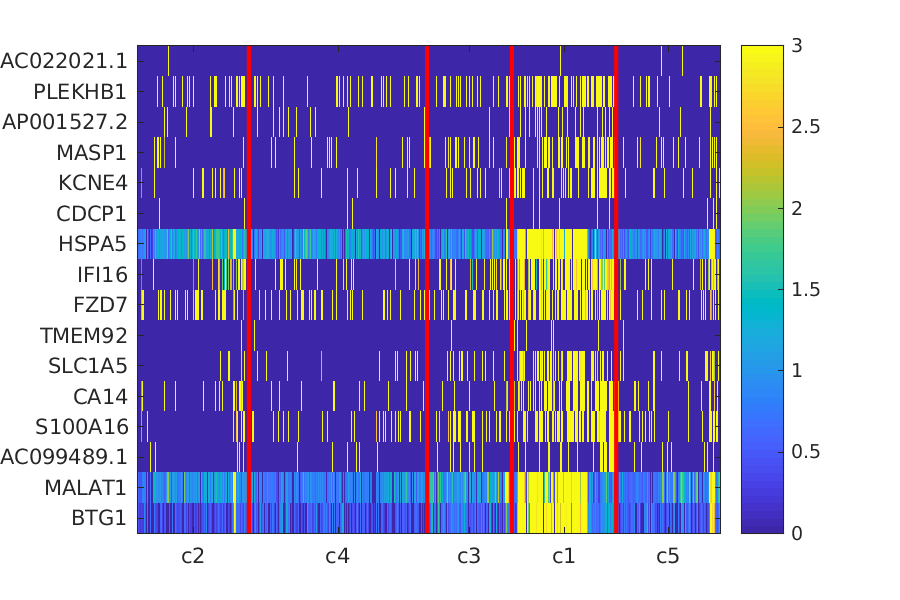 AC022021.1
PLEKHB1
AP001527.2
MASP1
KCNE4
CDCP1
HSPA5
IFI16
FZD7
TMEM92
SLC1A5
CA14
S100A16
AC099489.1
MALAT1
BTG1
c2 c4 c3 c1 c5
3
2.5
2
1.5
1
0.5
0